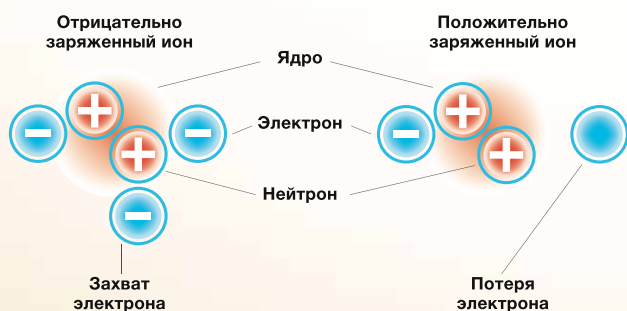 Отрицательно
заряженный ион
Положительно
заряженный ион
Ядро
Электрон
Нейтрон
Захват
электрона
Потеря
электрона